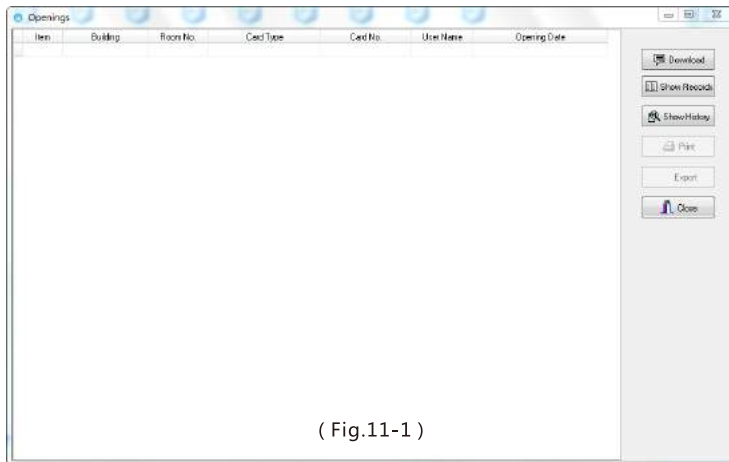 Openings
Item Building Room No. Card Type Card No. User Name Opening Date
Download
Show Records
Show History
Print
Export
Close
( Fig.11-1 )